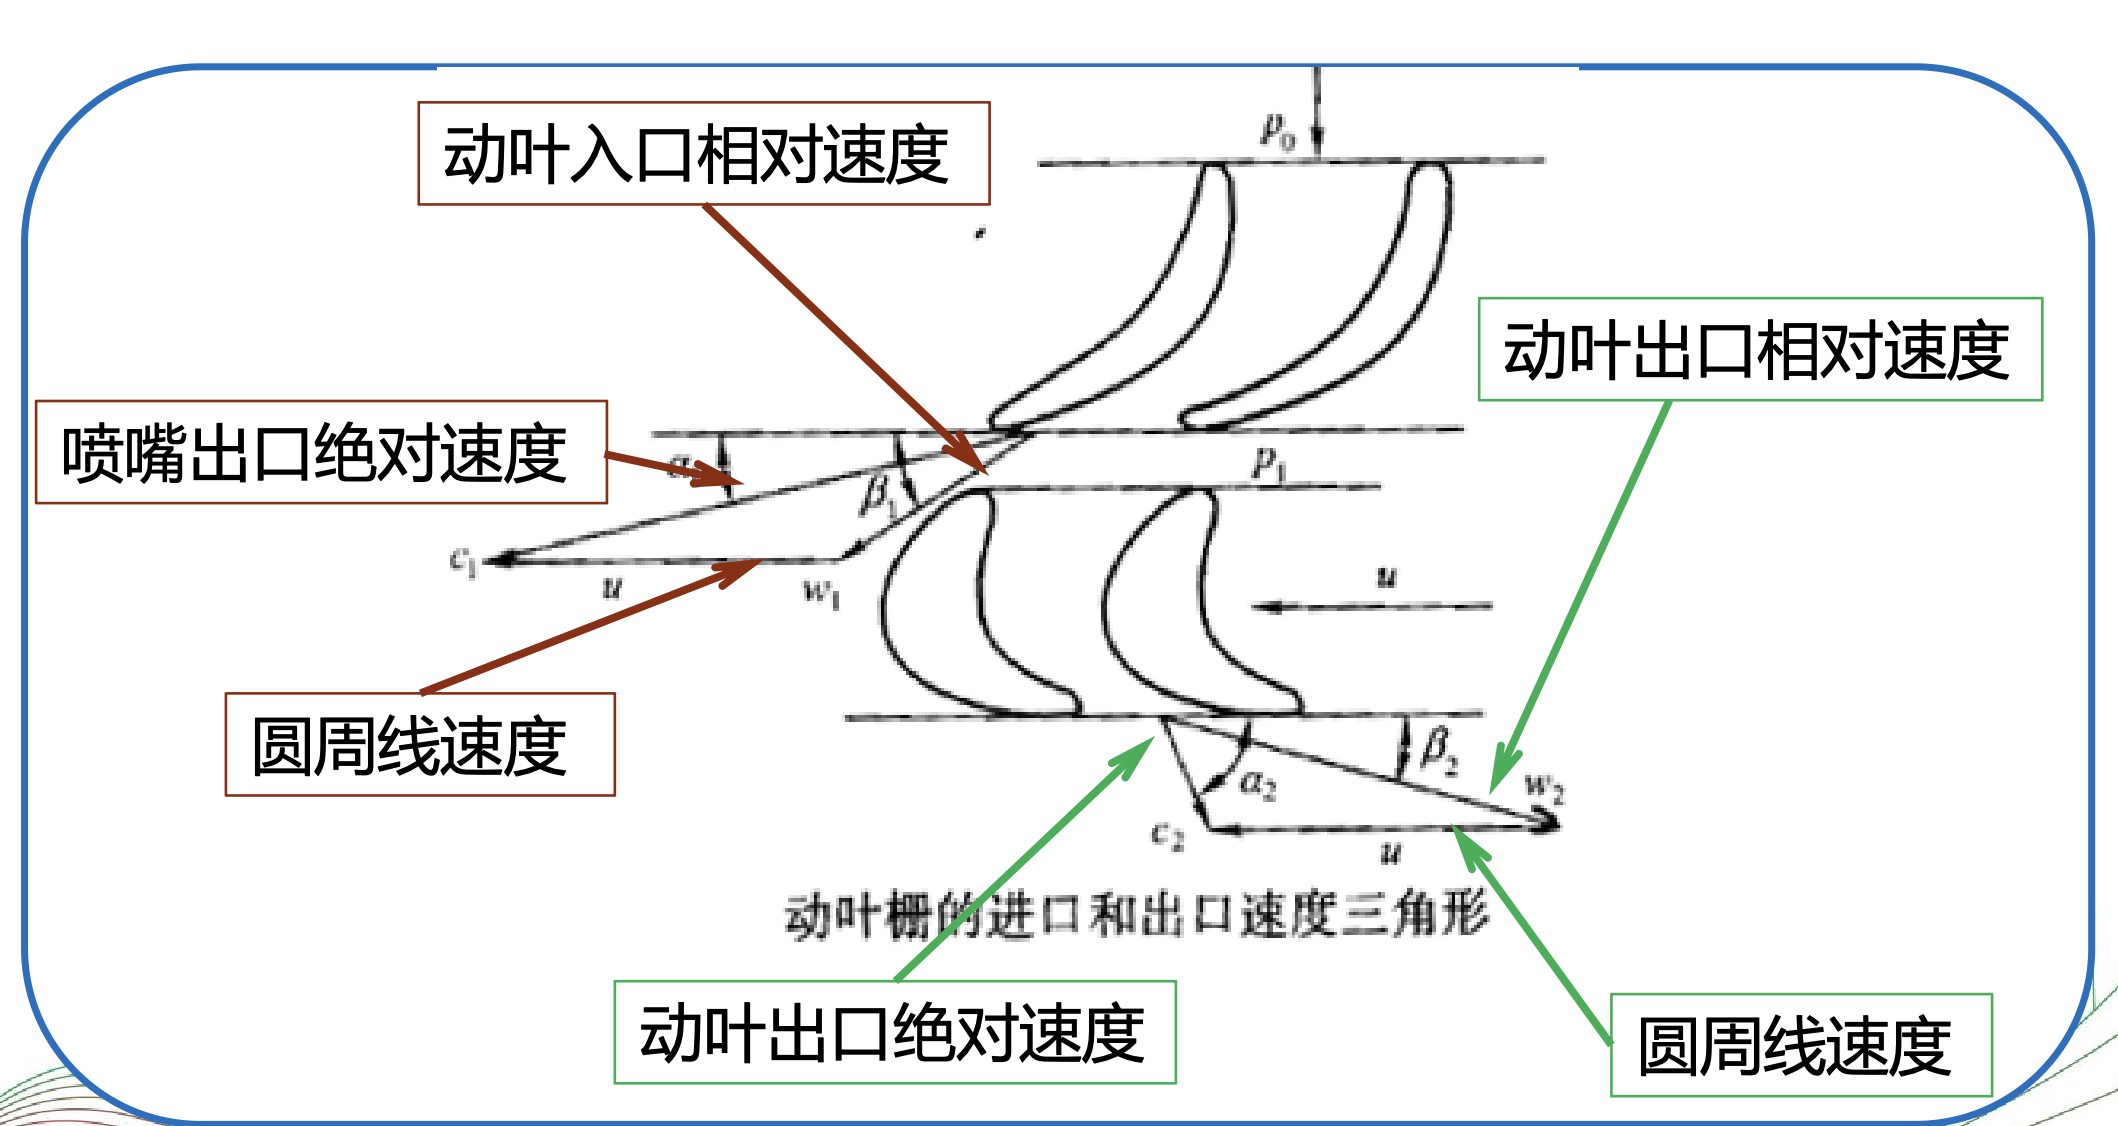 p0
动叶入口相对速度
动叶出口相对速度
喷嘴出口绝对速度
α
β1
p1
c1
u
w1
u
圆周线速度
β2
α2
w2
c2
u
动叶栅的进口和出口速度三角形
动叶出口绝对速度
圆周线速度